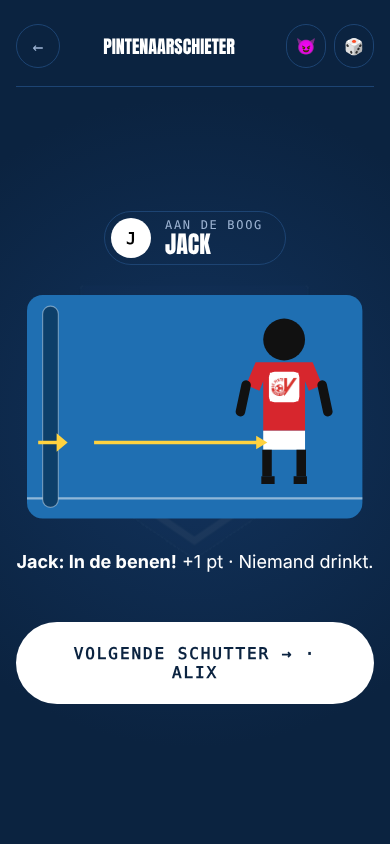 ←
PINTENAARSCHIETER
J
AAN DE BOOG
JACK
V
Jack: In de benen! +1 pt · Niemand drinkt.
VOLGENDE SCHUTTER → ·
ALIX